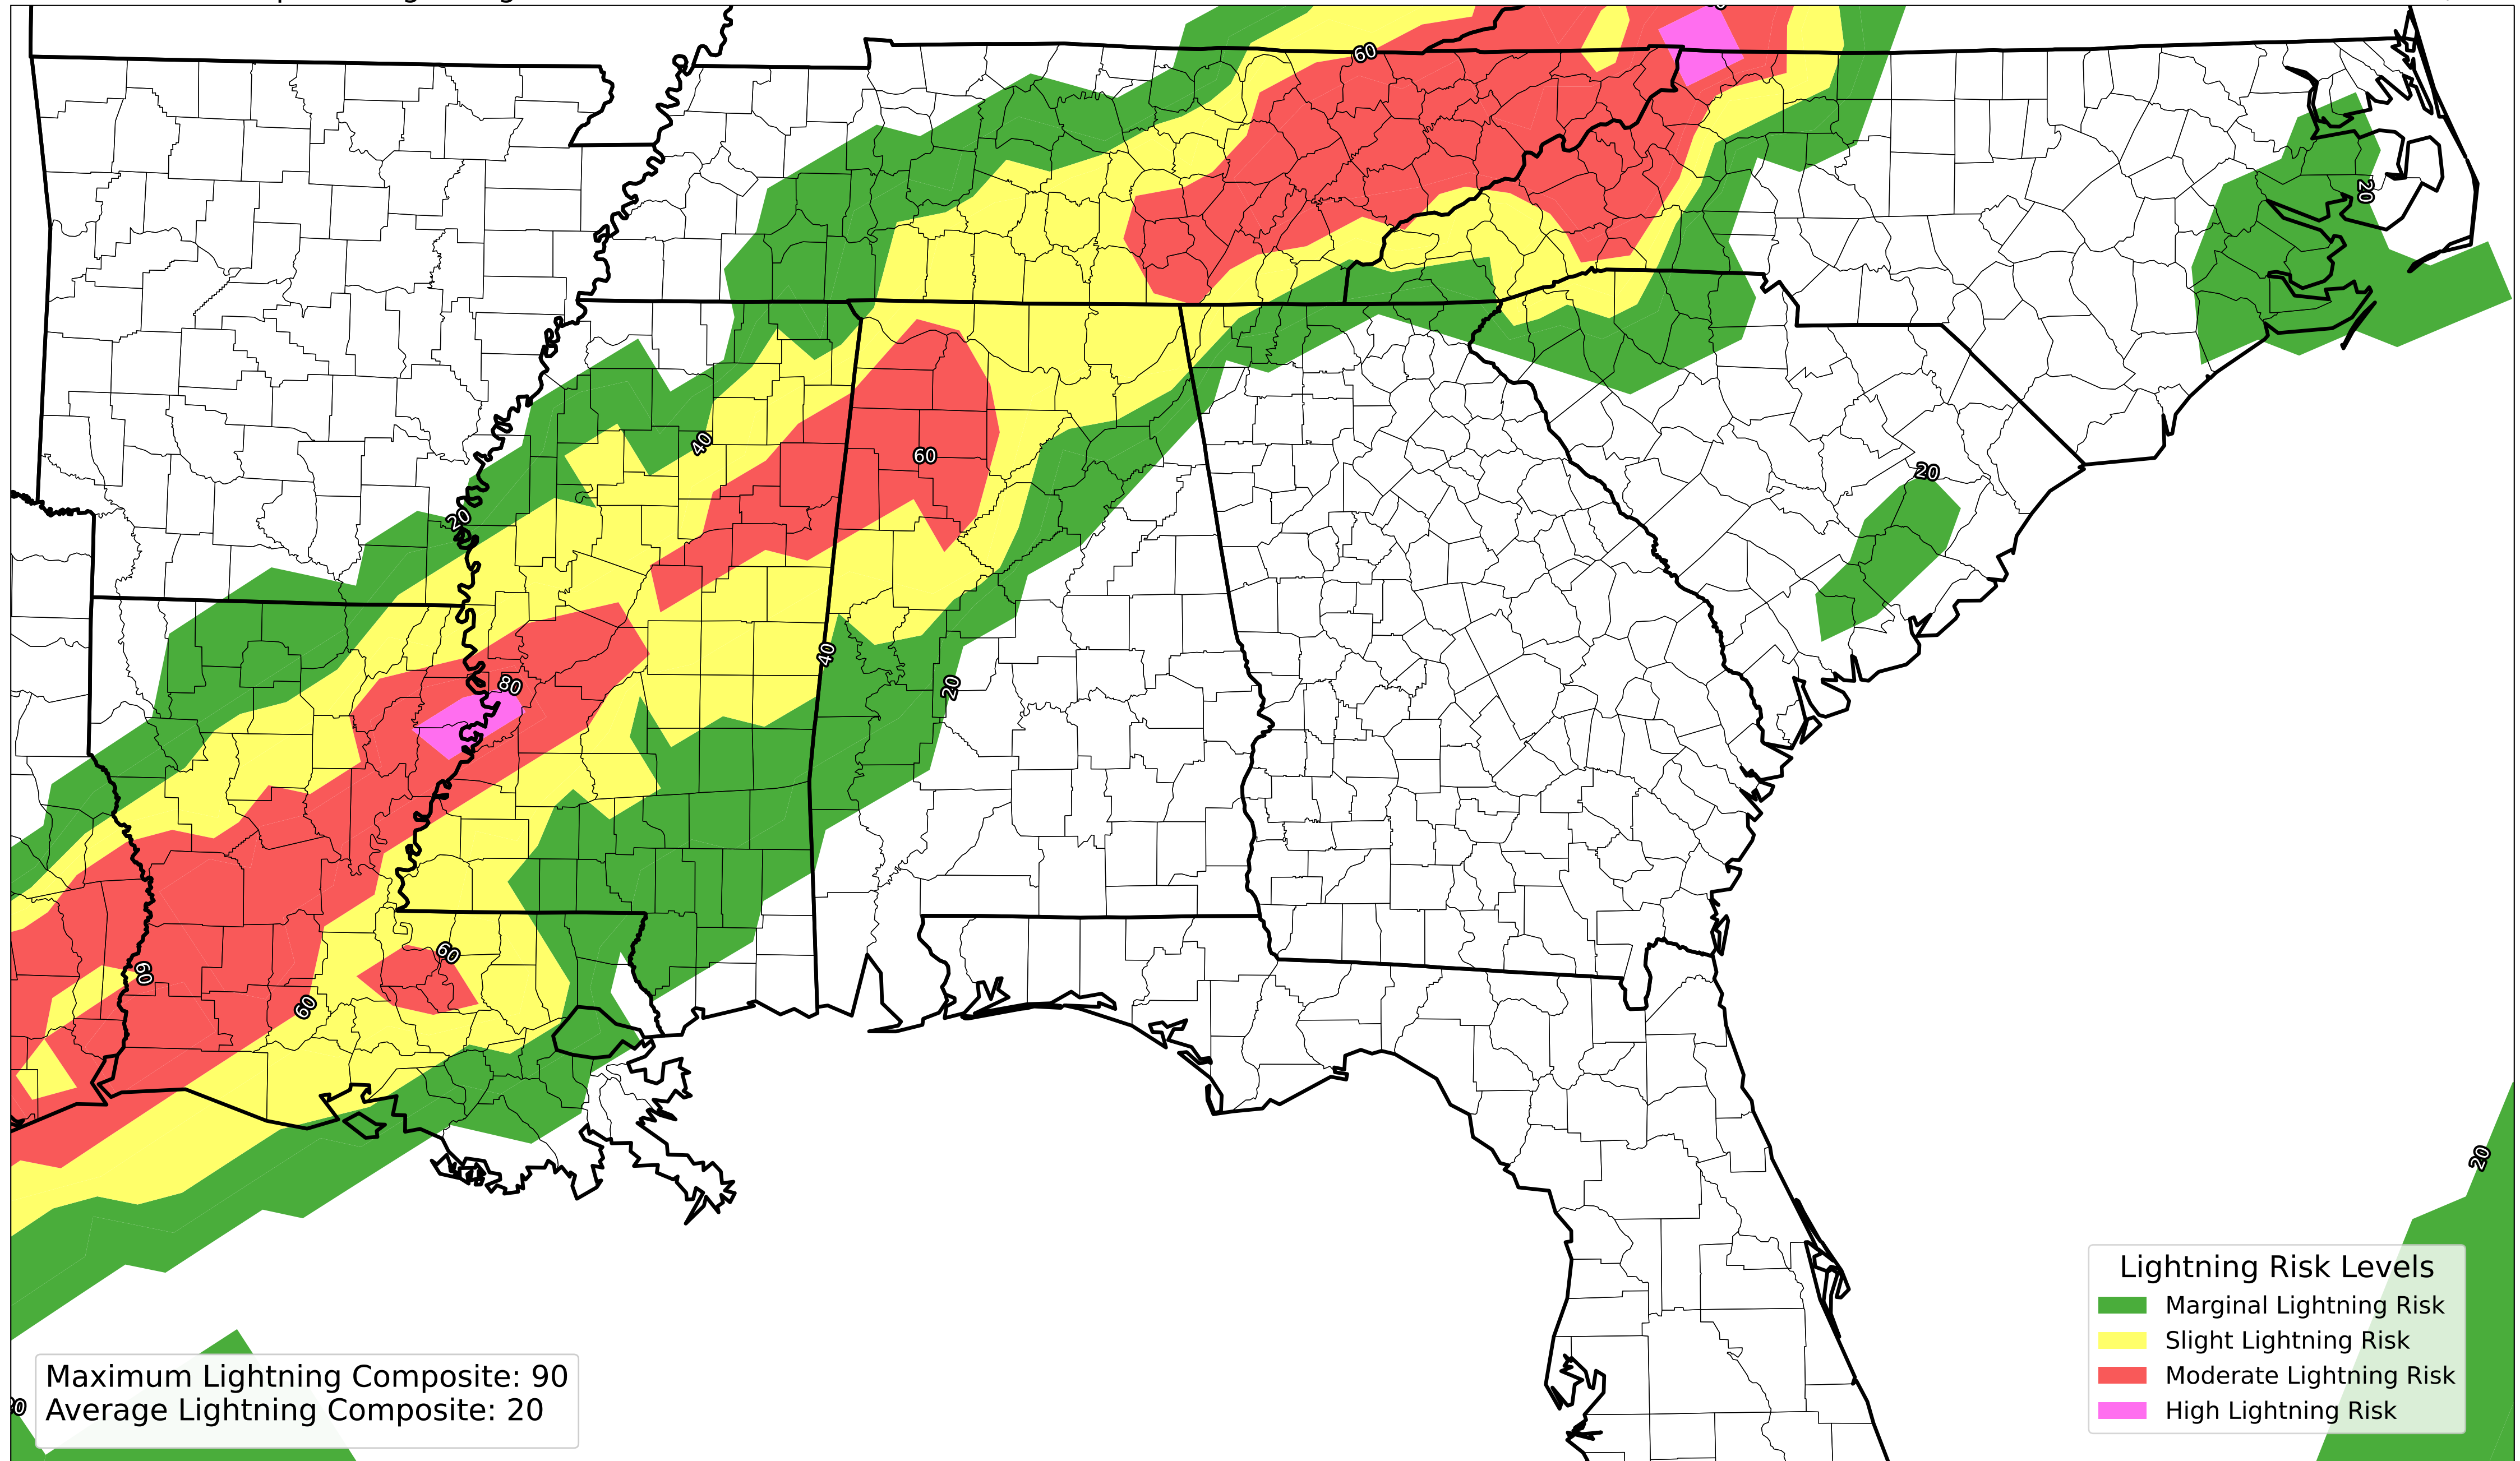 60
20
40
60
20
20
40
80
20
60
60
60
20
Lightning Risk Levels
Marginal Lightning Risk
Slight Lightning Risk
Moderate Lightning Risk
High Lightning Risk
Maximum Lightning Composite: 90
Average Lightning Composite: 20